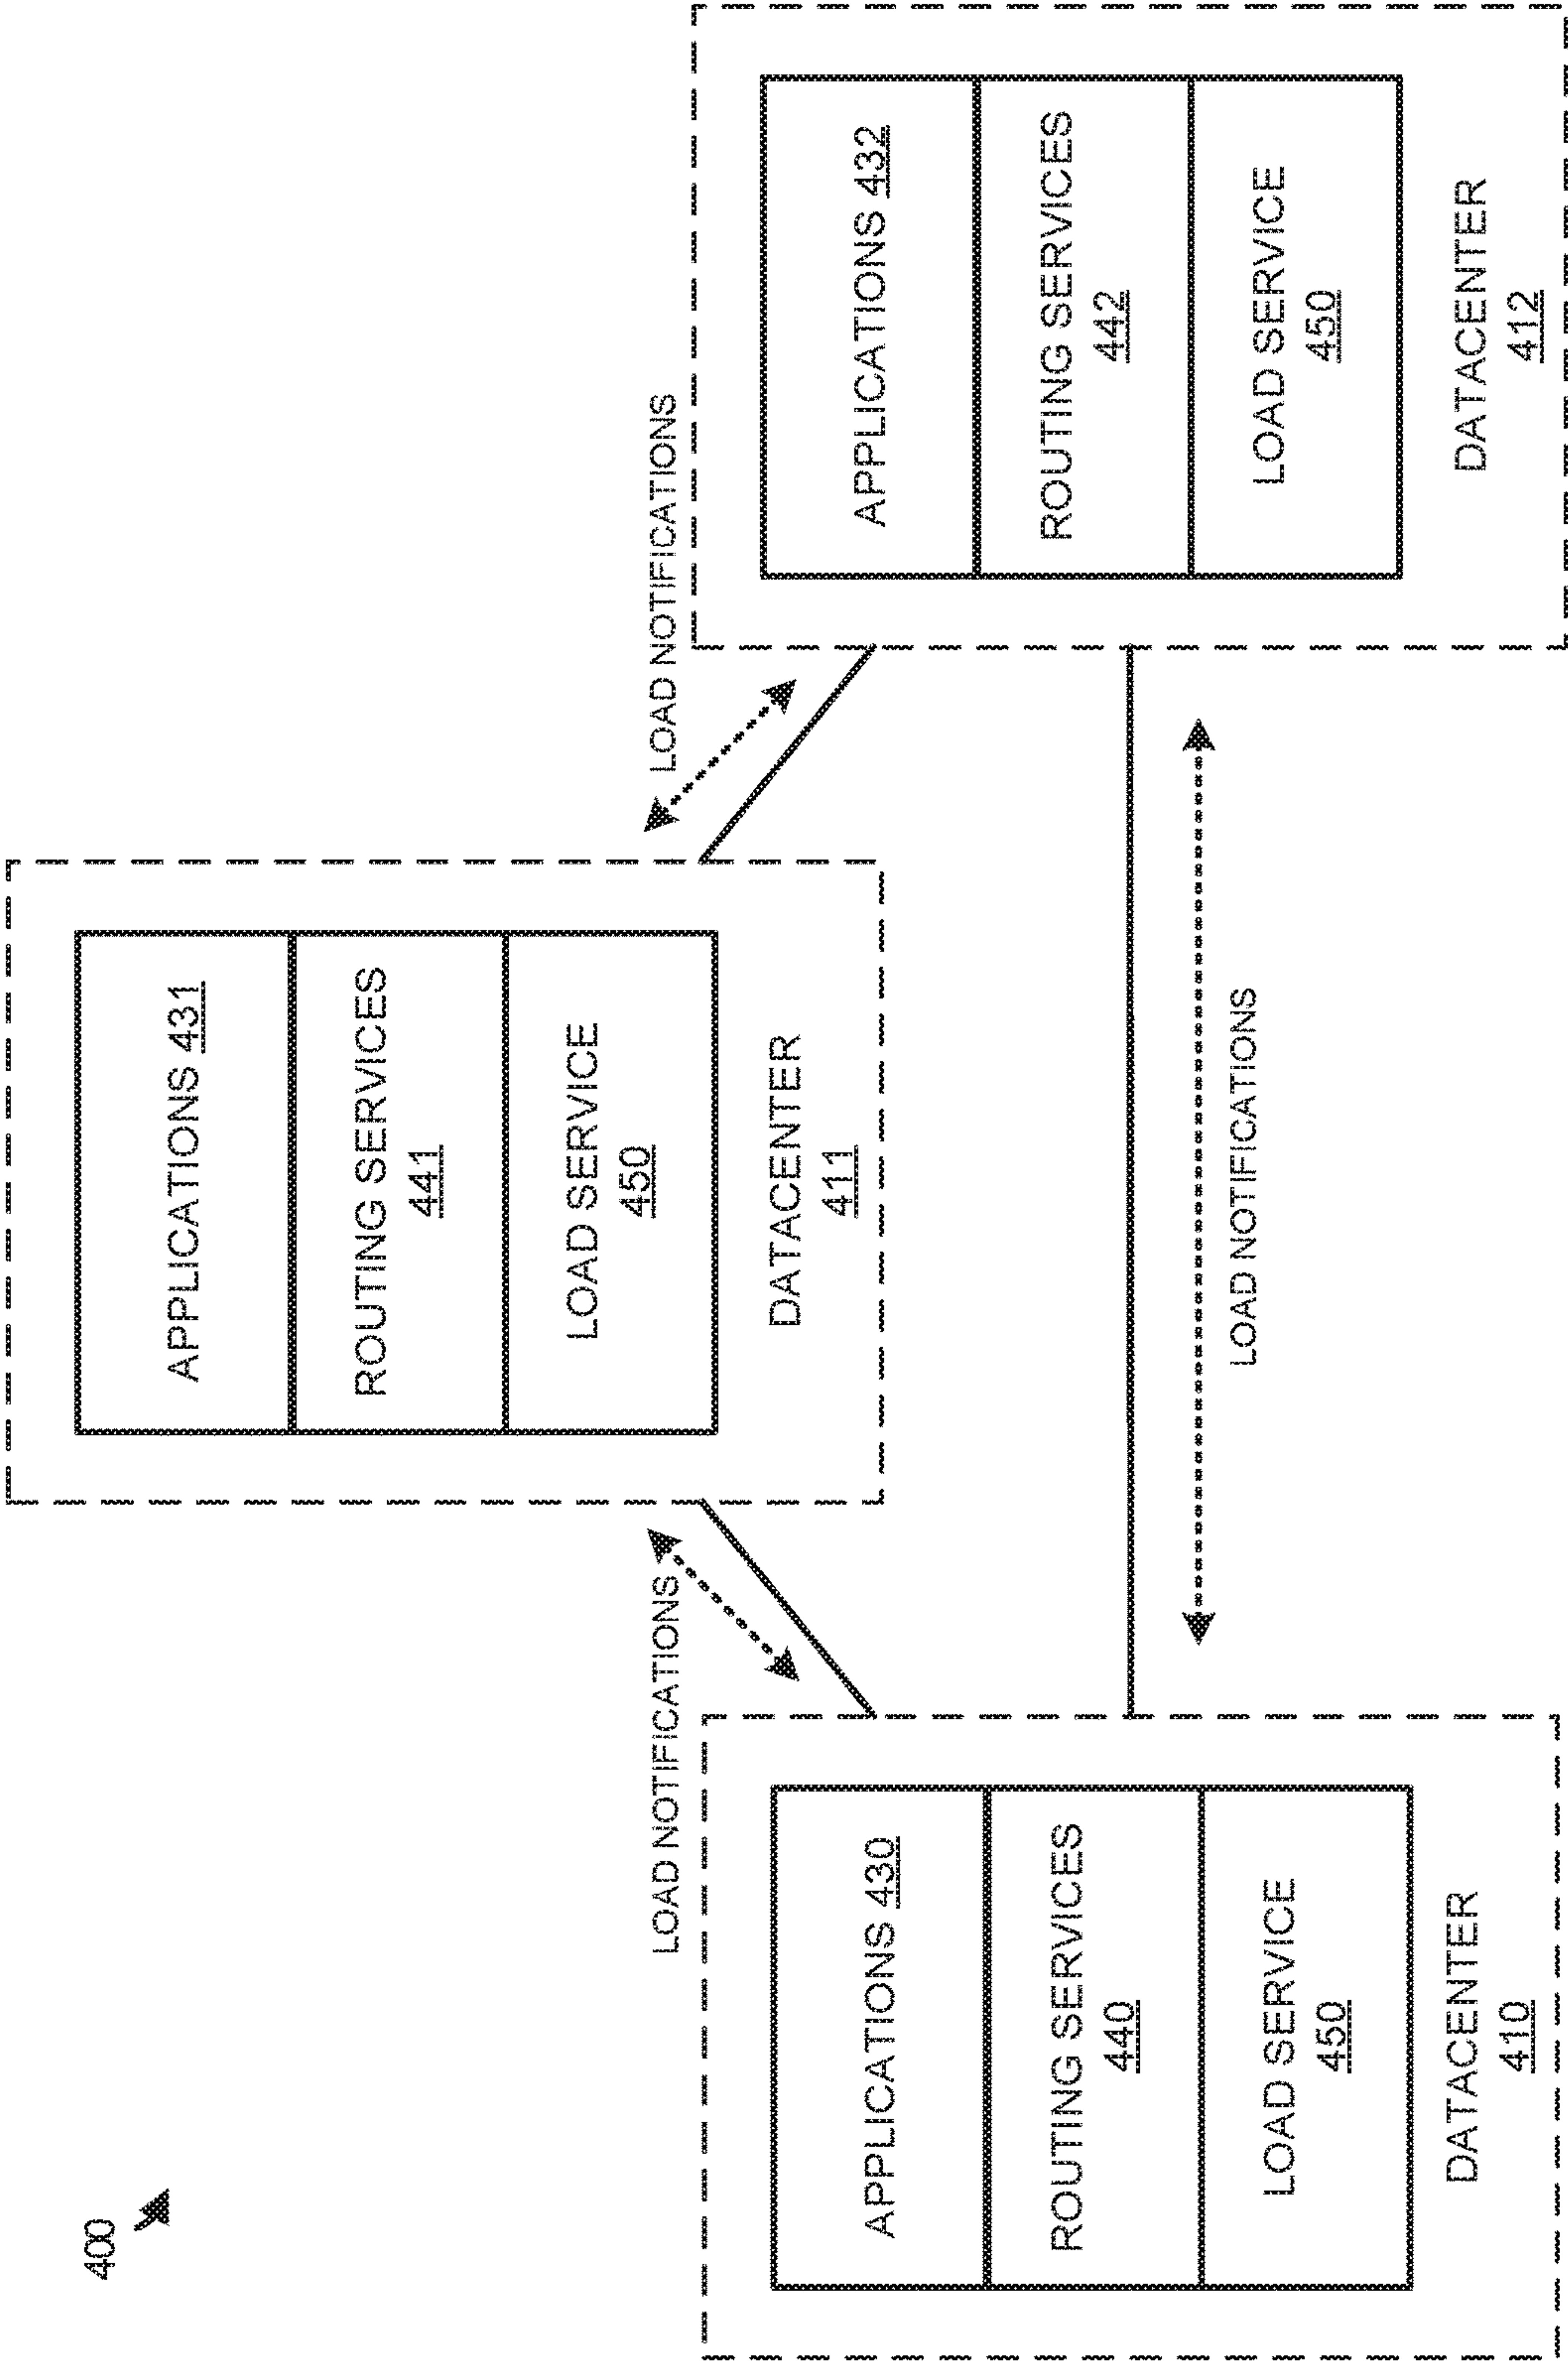 400
LOAD NOTIFICATIONS
APPLICATIONS 431
ROUTING SERVICES
441
LOAD SERVICE
450
DATACENTER
411
LOAD NOTIFICATIONS
APPLICATIONS 430
ROUTING SERVICES
440
LOAD SERVICE
450
DATACENTER
410
LOAD NOTIFICATIONS
APPLICATIONS 432
ROUTING SERVICES
442
LOAD SERVICE
450
DATACENTER
412